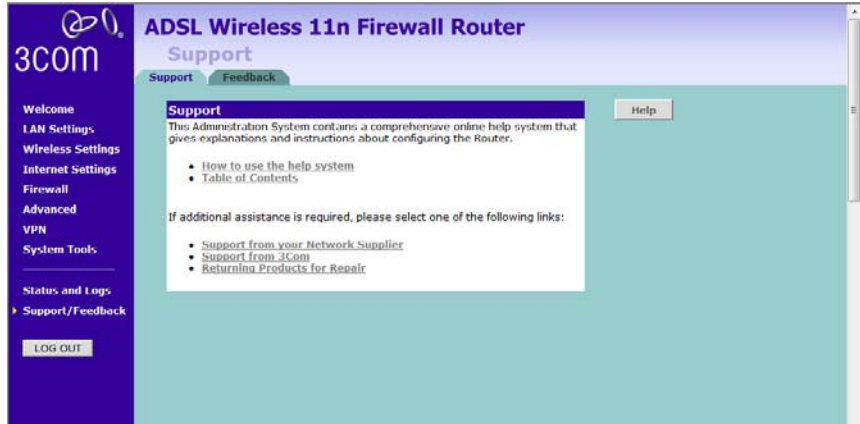 3COM
ADSL Wireless 11n Firewall Router
Support
Support
Feedback
Welcome
LAN Settings
Wireless Settings
Internet Settings
Firewall
Advanced
VPN
System Tools
Status and Logs
Support/Feedback
LOG OUT
Support
This Administration System contains a comprehensive online help system that
gives explanations and instructions about configuring the Router.
How to use the help system
Table of Contents
If additional assistance is required, please select one of the following links:
Support from your Network Supplier
Support from 3Com
Returning Products for Repair
Help